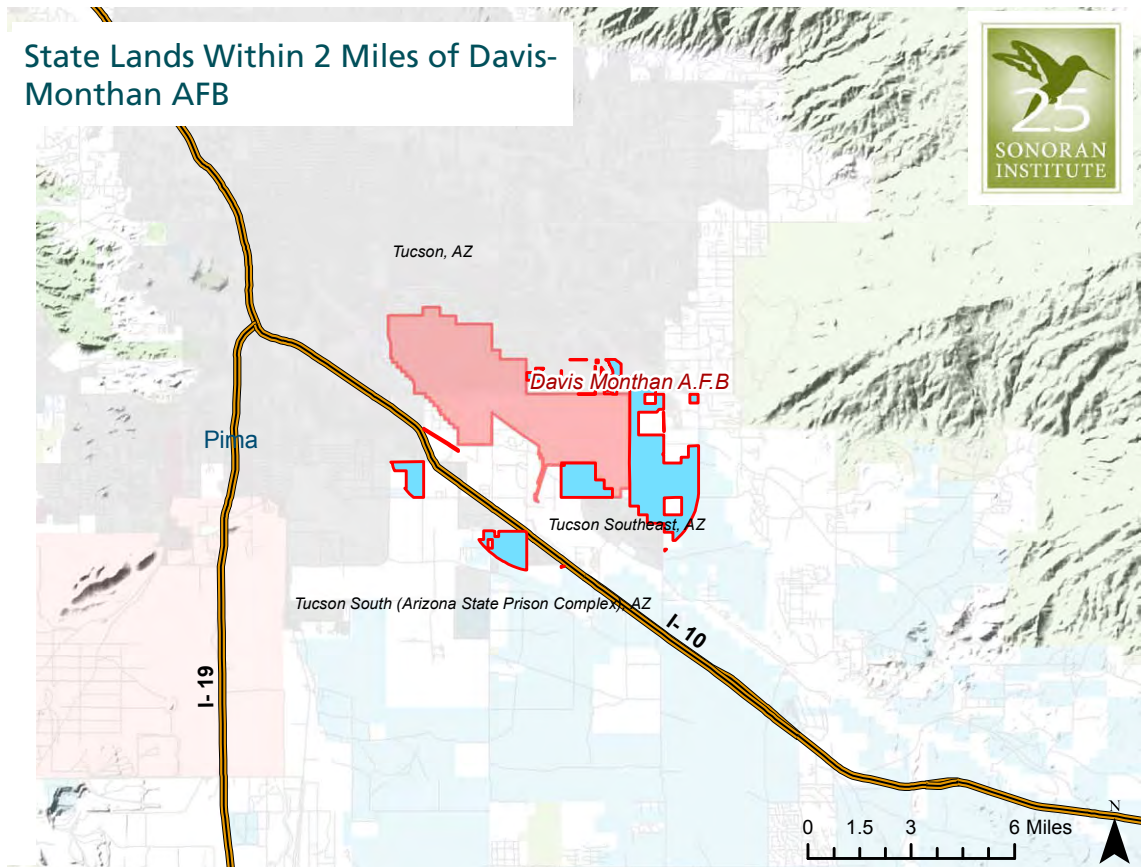 State Lands Within 2 Miles of Davis-
Monthan AFB
25
SONORAN
INSTITUTE
Tucson, AZ
Davis Monthan A.F.B
Pima
Tucson Southeast, AZ
Tucson South (Arizona State Prison Complex), AZ
I- 10
I- 19
N
0 1.5 3 6 Miles